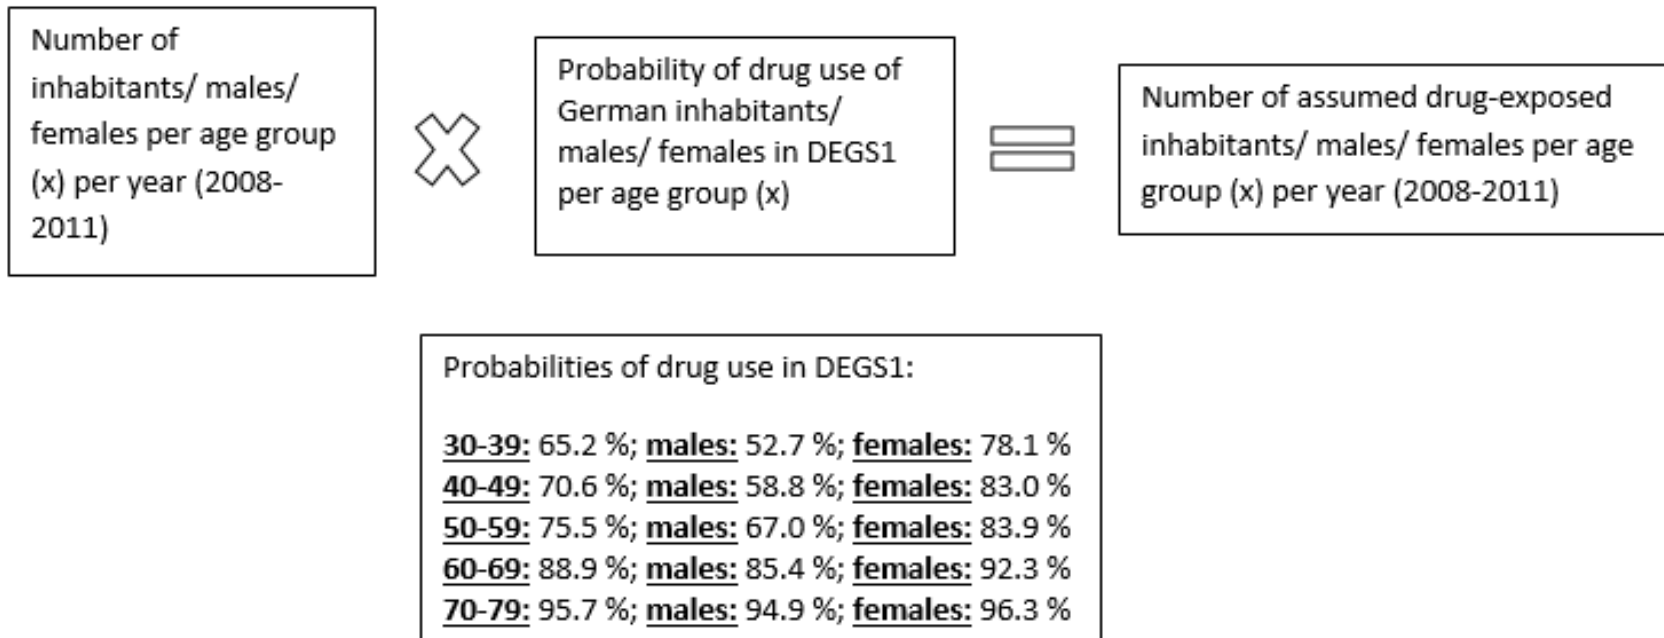 Number of
inhabitants/ males/
females per age group
(x) per year (2008-
2011)
Probability of drug use of
German inhabitants/
males/ females in DEGS1
per age group (x)
Number of assumed drug-exposed
inhabitants/ males/ females per age
group (x) per year (2008-2011)
Probabilities of drug use in DEGS1:
30-39: 65.2 %; males: 52.7 %; females: 78.1 %
40-49: 70.6 %; males: 58.8 %; females: 83.0 %
50-59: 75.5 %; males: 67.0 %; females: 83.9 %
60-69: 88.9 %; males: 85.4 %; females: 92.3 %
70-79: 95.7 %; males: 94.9 %; females: 96.3 %